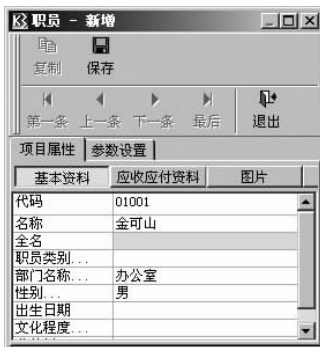 K3 职员 - 新增
复制 保存
第一条 上一条 下一条 最后 退出
项目属性 参数设置
基本资料 应收应付资料 图片
代码 01001
名称 金可山
全名
职员类别...
部门名称... 办公室
性别... 男
出生日期
文化程度...